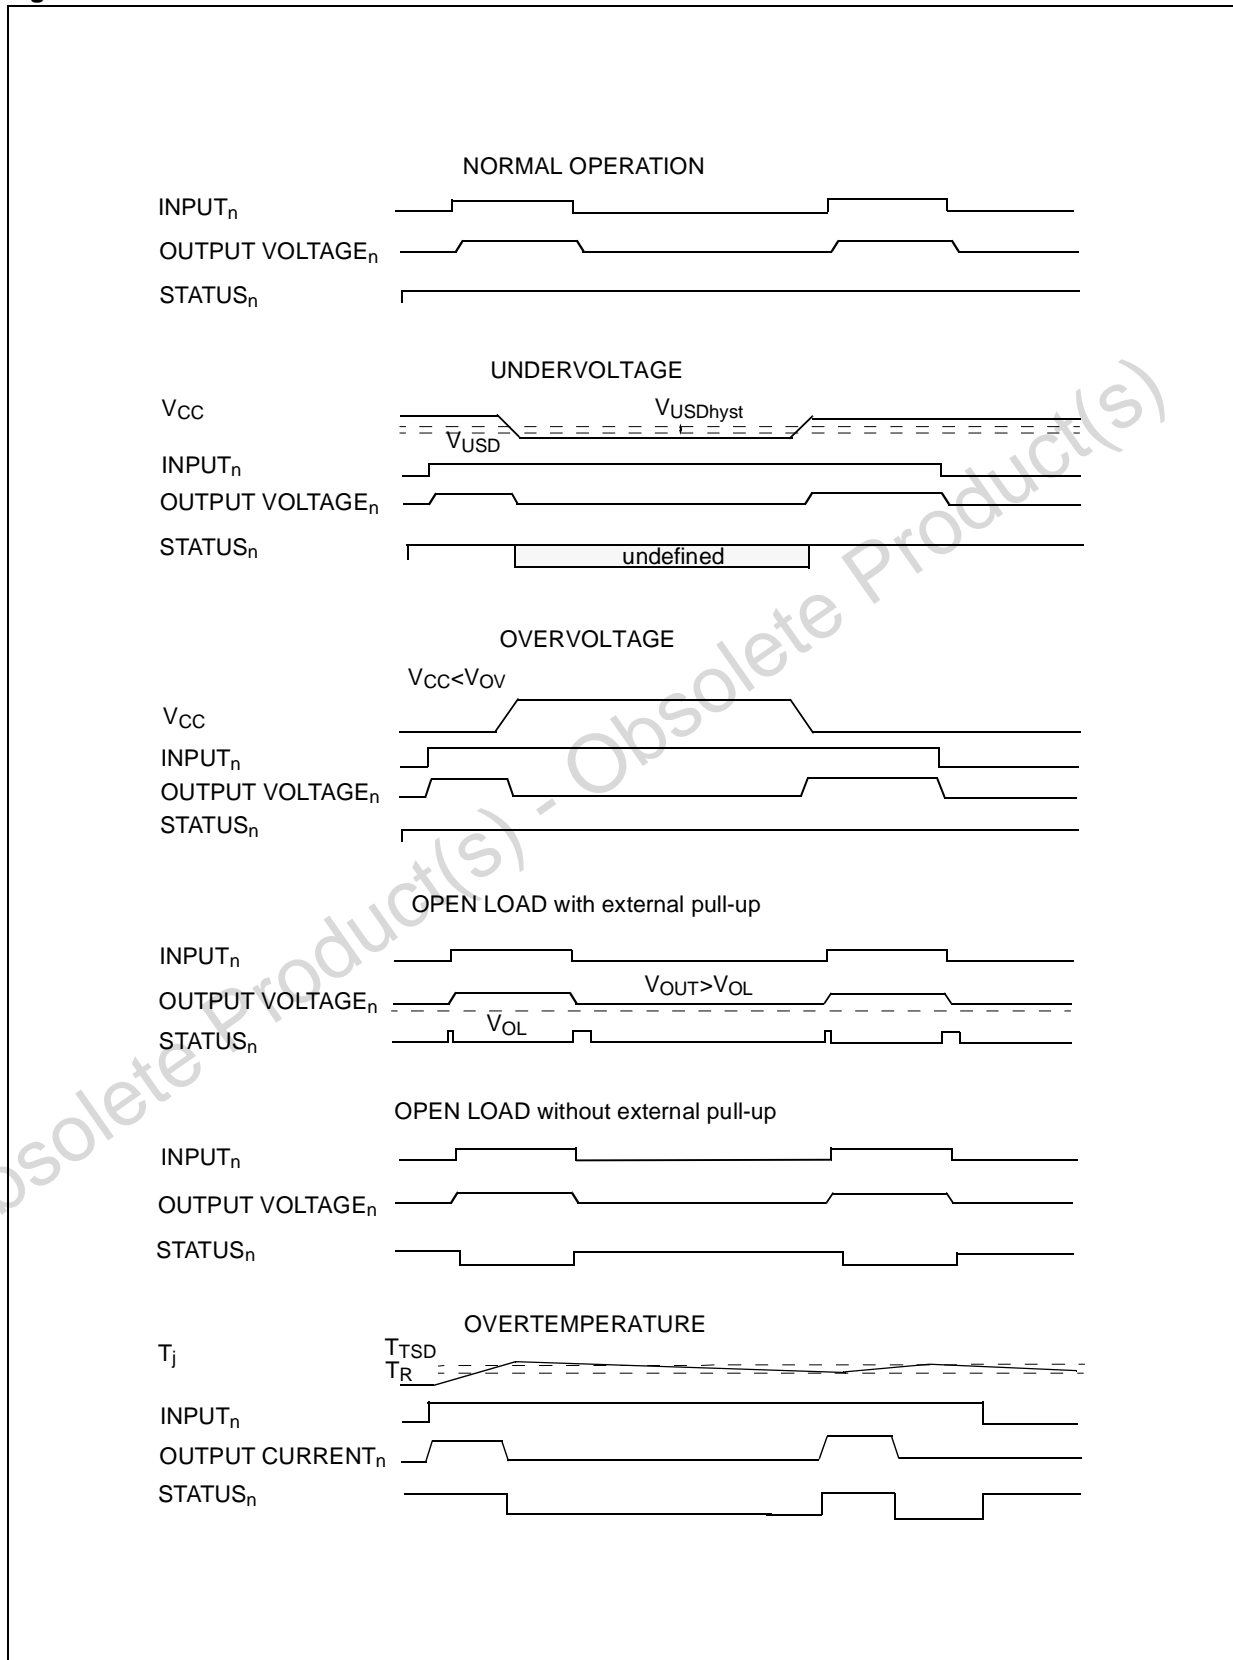 NORMAL OPERATION
INPUTn
OUTPUT VOLTAGEn
STATUSn
UNDERVOLTAGE
VCC
VUSDhyst
VUSD
INPUTn
OUTPUT VOLTAGEn
STATUSn
undefined
OVERVOLTAGE
VCC<VOV
VCC
INPUTn
OUTPUT VOLTAGEn
STATUSn
OPEN LOAD with external pull-up
INPUTn
OUTPUT VOLTAGEn
VOUT>VOL
VOL
STATUSn
OPEN LOAD without external pull-up
INPUTn
OUTPUT VOLTAGEn
STATUSn
OVERTEMPERATURE
Tj
TTSD
TR
INPUTn
OUTPUT CURRENTn
STATUSn
bsolete Product(s) - Obsolete Product(s)